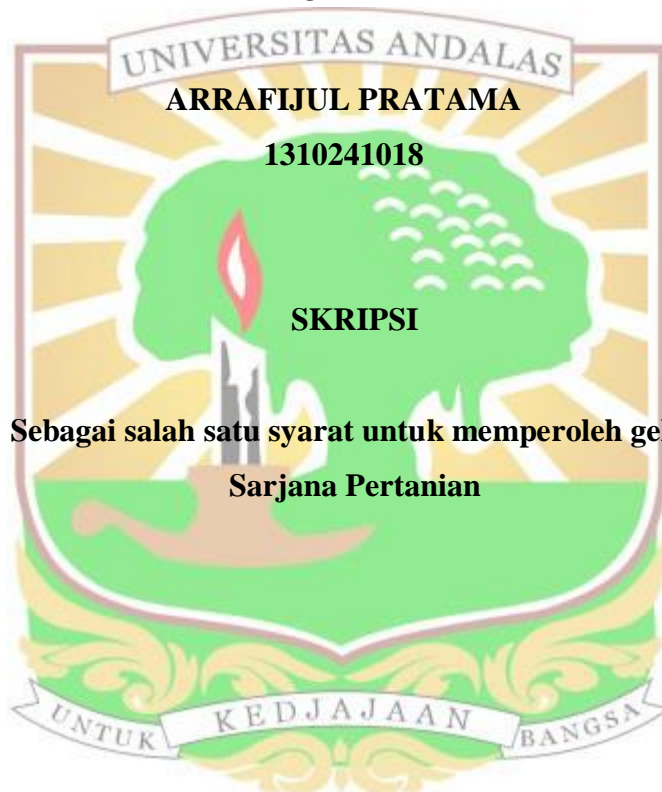 UNIVERSITAS ANDALAS
ARRAFIJUL PRATAMA
1310241018
SKRIPSI
Sebagai salah satu syarat untuk memperoleh
Sarjana Pertanian
UNTUK KEDJAJAAN BANGSA